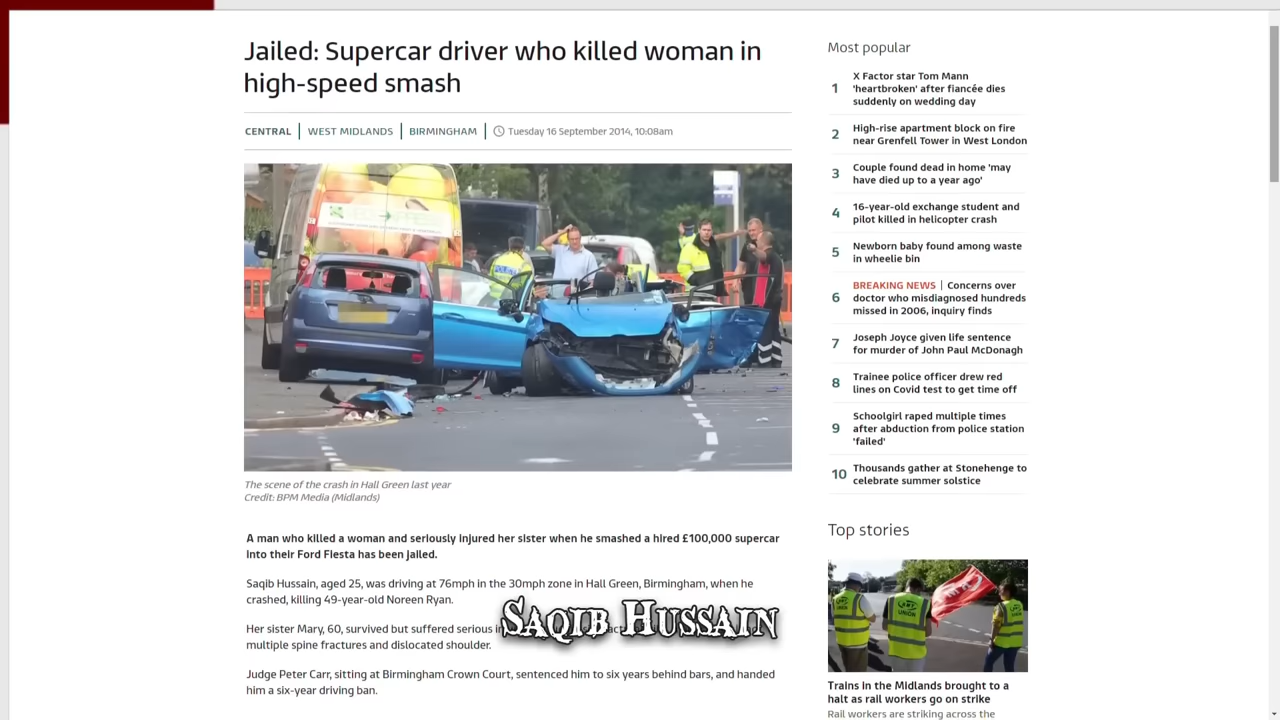 Jailed: Supercar driver who killed woman in
high-speed smash
CENTRAL
WEST MIDLANDS
BIRMINGHAM
Tuesday 16 September 2014, 10:08am
The scene of the crash in Hall Green last year
Credit: BPM Media (Midlands)
A man who killed a woman and seriously injured her sister when he smashed a hired £100,000 supercar
into their Ford Fiesta has been jailed.
Saqib Hussain, aged 25, was driving at 76mph in the 30mph zone in Hall Green, Birmingham, when he
crashed, killing 49-year-old Noreen Ryan.
Her sister Mary, 60, survived but suffered serious
multiple spine fractures and dislocated shoulder.
Saqib Hussain
Judge Peter Carr, sitting at Birmingham Crown Court, sentenced him to six years behind bars, and handed
him a six-year driving ban.
Most popular
1
X Factor star Tom Mann
'heartbroken' after fiancée dies
suddenly on wedding day
2
High-rise apartment block on fire
near Grenfell Tower in West London
3
Couple found dead in home 'may
have died up to a year ago'
4
16-year-old exchange student and
pilot killed in helicopter crash
5
Newborn baby found among waste
in wheelie bin
6
BREAKING NEWS | Concerns over
doctor who misdiagnosed hundreds
missed in 2006, inquiry finds
7
Joseph Joyce given life sentence
for murder of John Paul McDonagh
8
Trainee police officer drew red
lines on Covid test to get time off
9
Schoolgirl raped multiple times
after abduction from police station
'failed'
10
Thousands gather at Stonehenge to
celebrate summer solstice
Top stories
UNION
Trains in the Midlands brought to a
halt as rail workers go on strike
Rail workers are striking across the